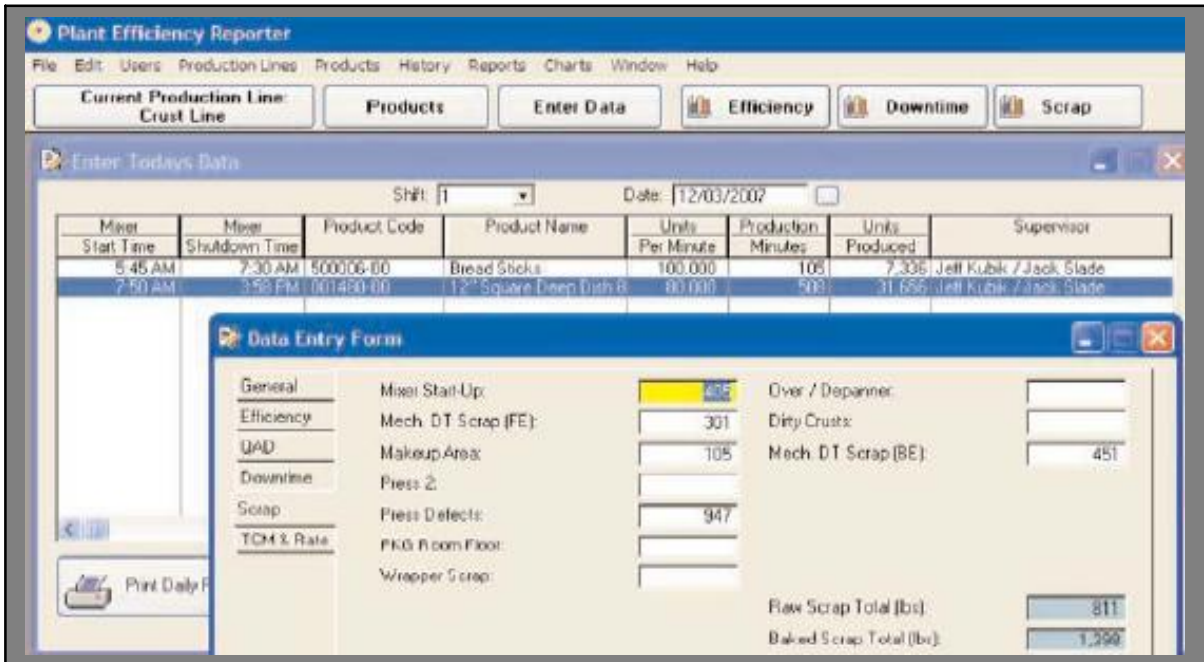 Plant Efficiency Reporter
File Edit Users Production Lines Products History Reports Charts Window Help
Current Production Line: Crust Line Products Enter Data Efficiency Downtime Scrap
Enter Todays Data
Shift: 1 Date: 12/03/2007
Mixer Start Time Mixer Shutdown Time Product Code Product Name Units Per Minute Production Minutes Units Produced Supervisor
5:45 AM 7:30 AM 500006-00 Bread Sticks 100.000 105 7,336 Jeff Kubik / Jack Slade
3:58 PM 12" Square Deep Dish 80.000 508 31,656 Jeff Kubik / Jack Slade
Data Entry Form
General
Efficiency
QAD
Downtime
Scrap
TCM & Rate
Mixer Start-Up: 405 Over / Depanner:
Mech. DT Scrap (FE): 301 Dirty Crusts:
Makeup Area: 105 Mech. DT Scrap (BE): 451
Press 2:
Press Defects: 947
PKG Room Floor:
Wrapper Scrap:
Raw Scrap Total (lbs): 811
Baked Scrap Total (lbs):
Print Daily